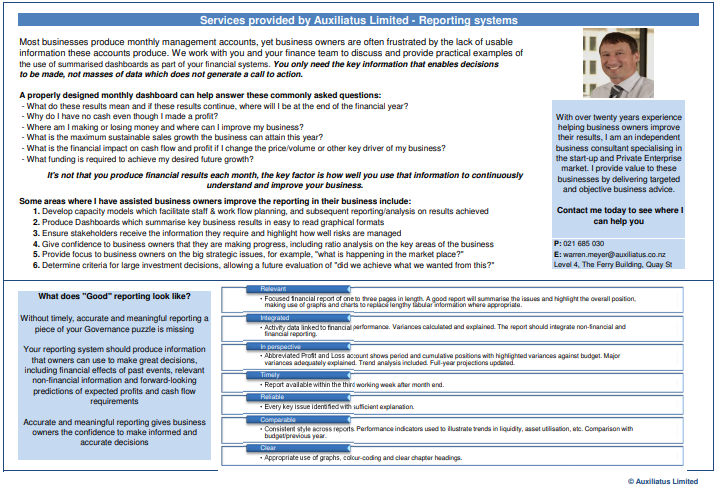 Services provided by Auxiliatus Limited - Reporting systems
Most businesses produce monthly management accounts, yet business owners are often frustrated by the lack of usable
information these accounts produce. We work with you and your finance team to discuss and provide practical examples of
the use of summarised dashboards as part of your financial systems. You only need the key information that enables decisions
to be made, not masses of data which does not generate a call to action.
A properly designed monthly dashboard can help answer these commonly asked questions:
- What do these results mean and if these results continue, where will I be at the end of the financial year?
- Why do I have no cash even though I made a profit?
- Where am I making or losing money and where can I improve my business?
- What is the maximum sustainable sales growth the business can attain this year?
- What is the financial impact on cash flow and profit if I change the price/volume or other key driver of my business?
- What funding is required to achieve my desired future growth?
It's not that you produce financial results each month, the key factor is how well you use that information to continuously
understand and improve your business.
Some areas where I have assisted business owners improve the reporting in their business include:
1. Develop capacity models which facilitate staff & work flow planning, and subsequent reporting/analysis on results achieved
2. Produce Dashboards which summarise key business results in easy to read graphical formats
3. Ensure stakeholders receive the information they require and highlight how well risks are managed
4. Give confidence to business owners that they are making progress, including ratio analysis on the key areas of the business
5. Provide focus to business owners on the big strategic issues, for example, "what is happening in the market place?"
6. Determine criteria for large investment decisions, allowing a future evaluation of "did we achieve what we wanted from this?"
With over twenty years experience
helping business owners improve
their results, I am an independent
business consultant specialising in
the start-up and Private Enterprise
market. I provide value to these
businesses by delivering targeted
and objective business advice.
Contact me today to see where I
can help you
P: 021 685 030
E: warren.meyer@auxiliatus.co.nz
Level 4, The Ferry Building, Quay St
What does "Good" reporting look like?
Without timely, accurate and meaningful reporting a
piece of your Governance puzzle is missing
Your reporting system should produce information
that owners can use to make great decisions,
including financial effects of past events, relevant
non-financial information and forward-looking
predictions of expected profits and cash flow
requirements
Accurate and meaningful reporting gives business
owners the confidence to make informed and
accurate decisions
Relevant
• Focused financial report of one to three pages in length. A good report will summarise the issues and highlight the overall position,
making use of graphs and charts to replace lengthy tabular information where appropriate.
Integrated
• Activity data linked to financial performance. Variances calculated and explained. The report should integrate non-financial and
financial reporting.
In perspective
• Abbreviated Profit and Loss account shows period and cumulative positions with highlighted variances against budget. Major
variances adequately explained. Trend analysis included. Full-year projections updated.
Timely
• Report available within the third working week after month end.
Reliable
• Every key issue identified with sufficient explanation.
Comparable
• Consistent style across reports. Performance indicators used to illustrate trends in liquidity, asset utilisation, etc. Comparison with
budget/previous year.
Clear
• Appropriate use of graphs, colour-coding and clear chapter headings.
© Auxiliatus Limited